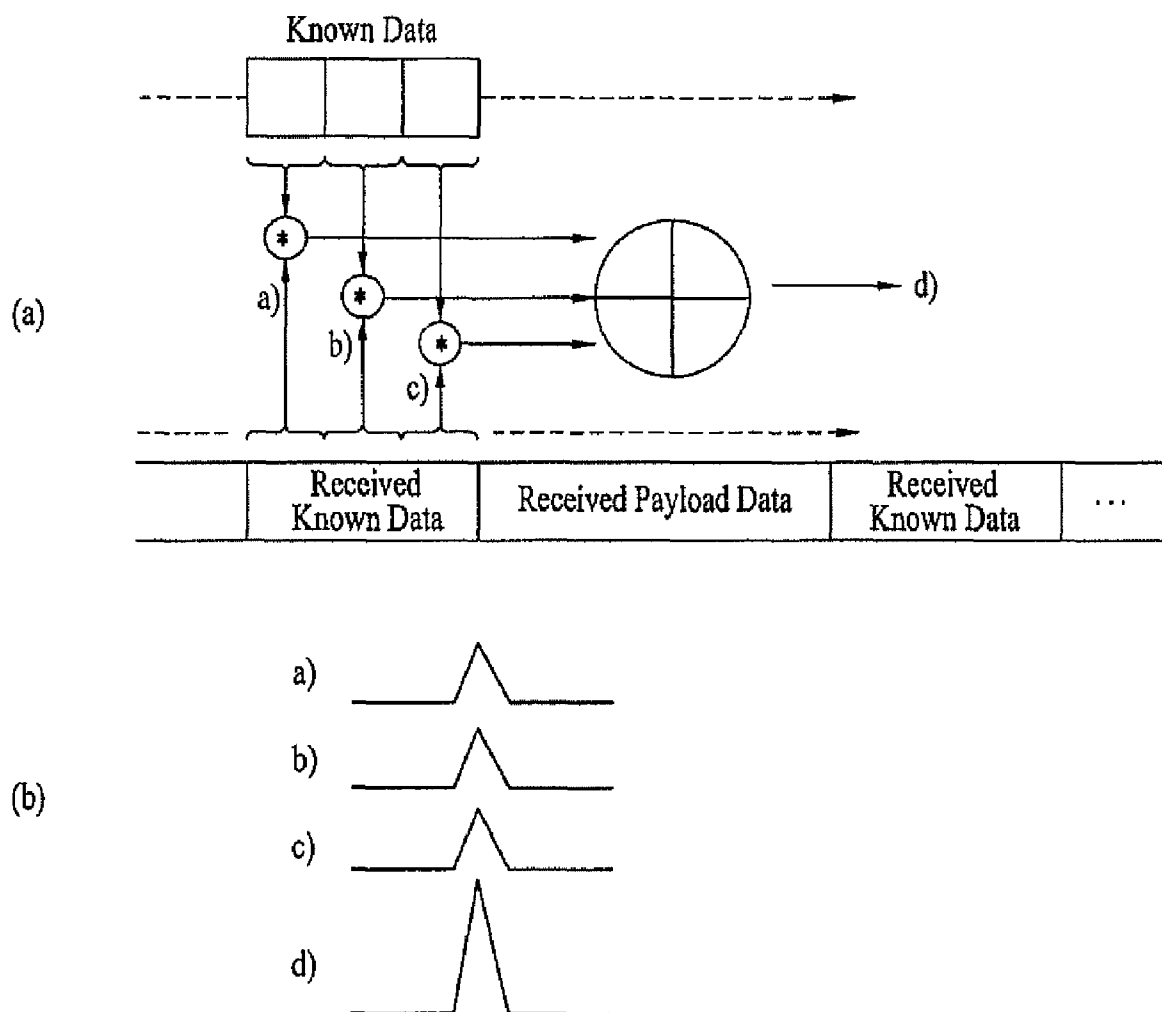 Known Data
*
a)
*
b)
*
c)
d)
(a)
Received
Known Data
Received Payload Data
Received
Known Data
...
(b)
a)
b)
c)
d)